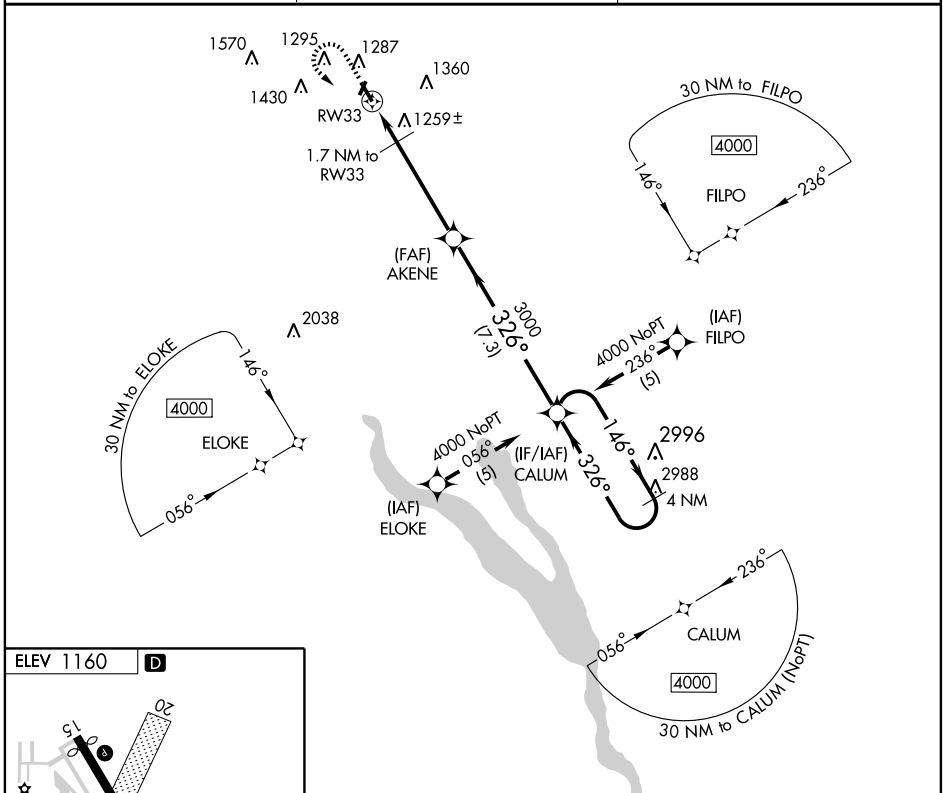 1570
1295
1287
1430
1360
RW33
1259±
1.7 NM to
RW33
30 NM to FILPO
4000
146°
FILPO
236°
(FAF)
AKENE
3000
326°
(7.3)
2038
30 NM to ELOKE
146°
4000
ELOKE
056°
(IAF)
FILPO
4000 NoPT
236°
(5)
4000 NoPT
056°
(5)
(IAF)
ELOKE
(IF/IAF)
CALUM
146°
326°
2996
2988
4 NM
236°
CALUM
056°
4000
30 NM to CALUM (NoPT)
ELEV 1160
D
15
20
P